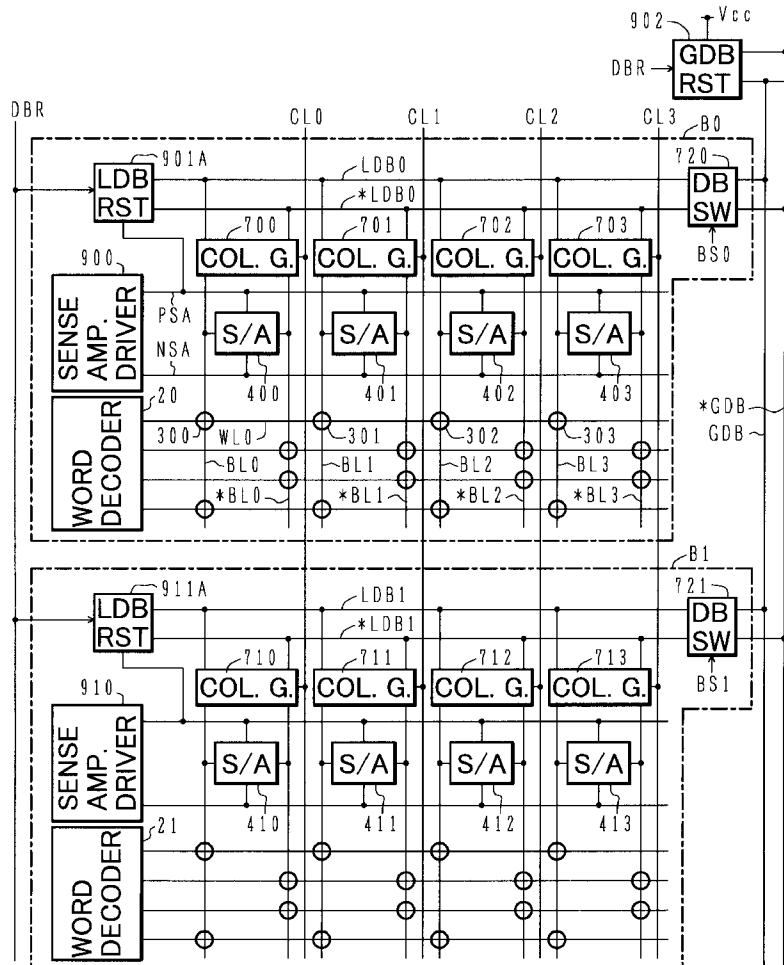 902
Vcc
GDB
RST
DBR
DBR
CL0
CL1
CL2
CL3
B0
901A
LDB
RST
LDB0
*LDB0
720
DB
SW
BS0
700
COL. G.
701
COL. G.
702
COL. G.
703
COL. G.
900
SENSE
AMP.
DRIVER
PSA
NSA
S/A
S/A
S/A
S/A
400
401
402
403
20
WORD
DECODER
300
WL0
301
302
303
*GDB
GDB
BL0
BL1
BL2
BL3
*BL0
*BL1
*BL2
*BL3
B1
911A
LDB
RST
LDB1
*LDB1
721
DB
SW
BS1
710
COL. G.
711
COL. G.
712
COL. G.
713
COL. G.
910
SENSE
AMP.
DRIVER
S/A
S/A
S/A
S/A
410
411
412
413
21
WORD
DECODER